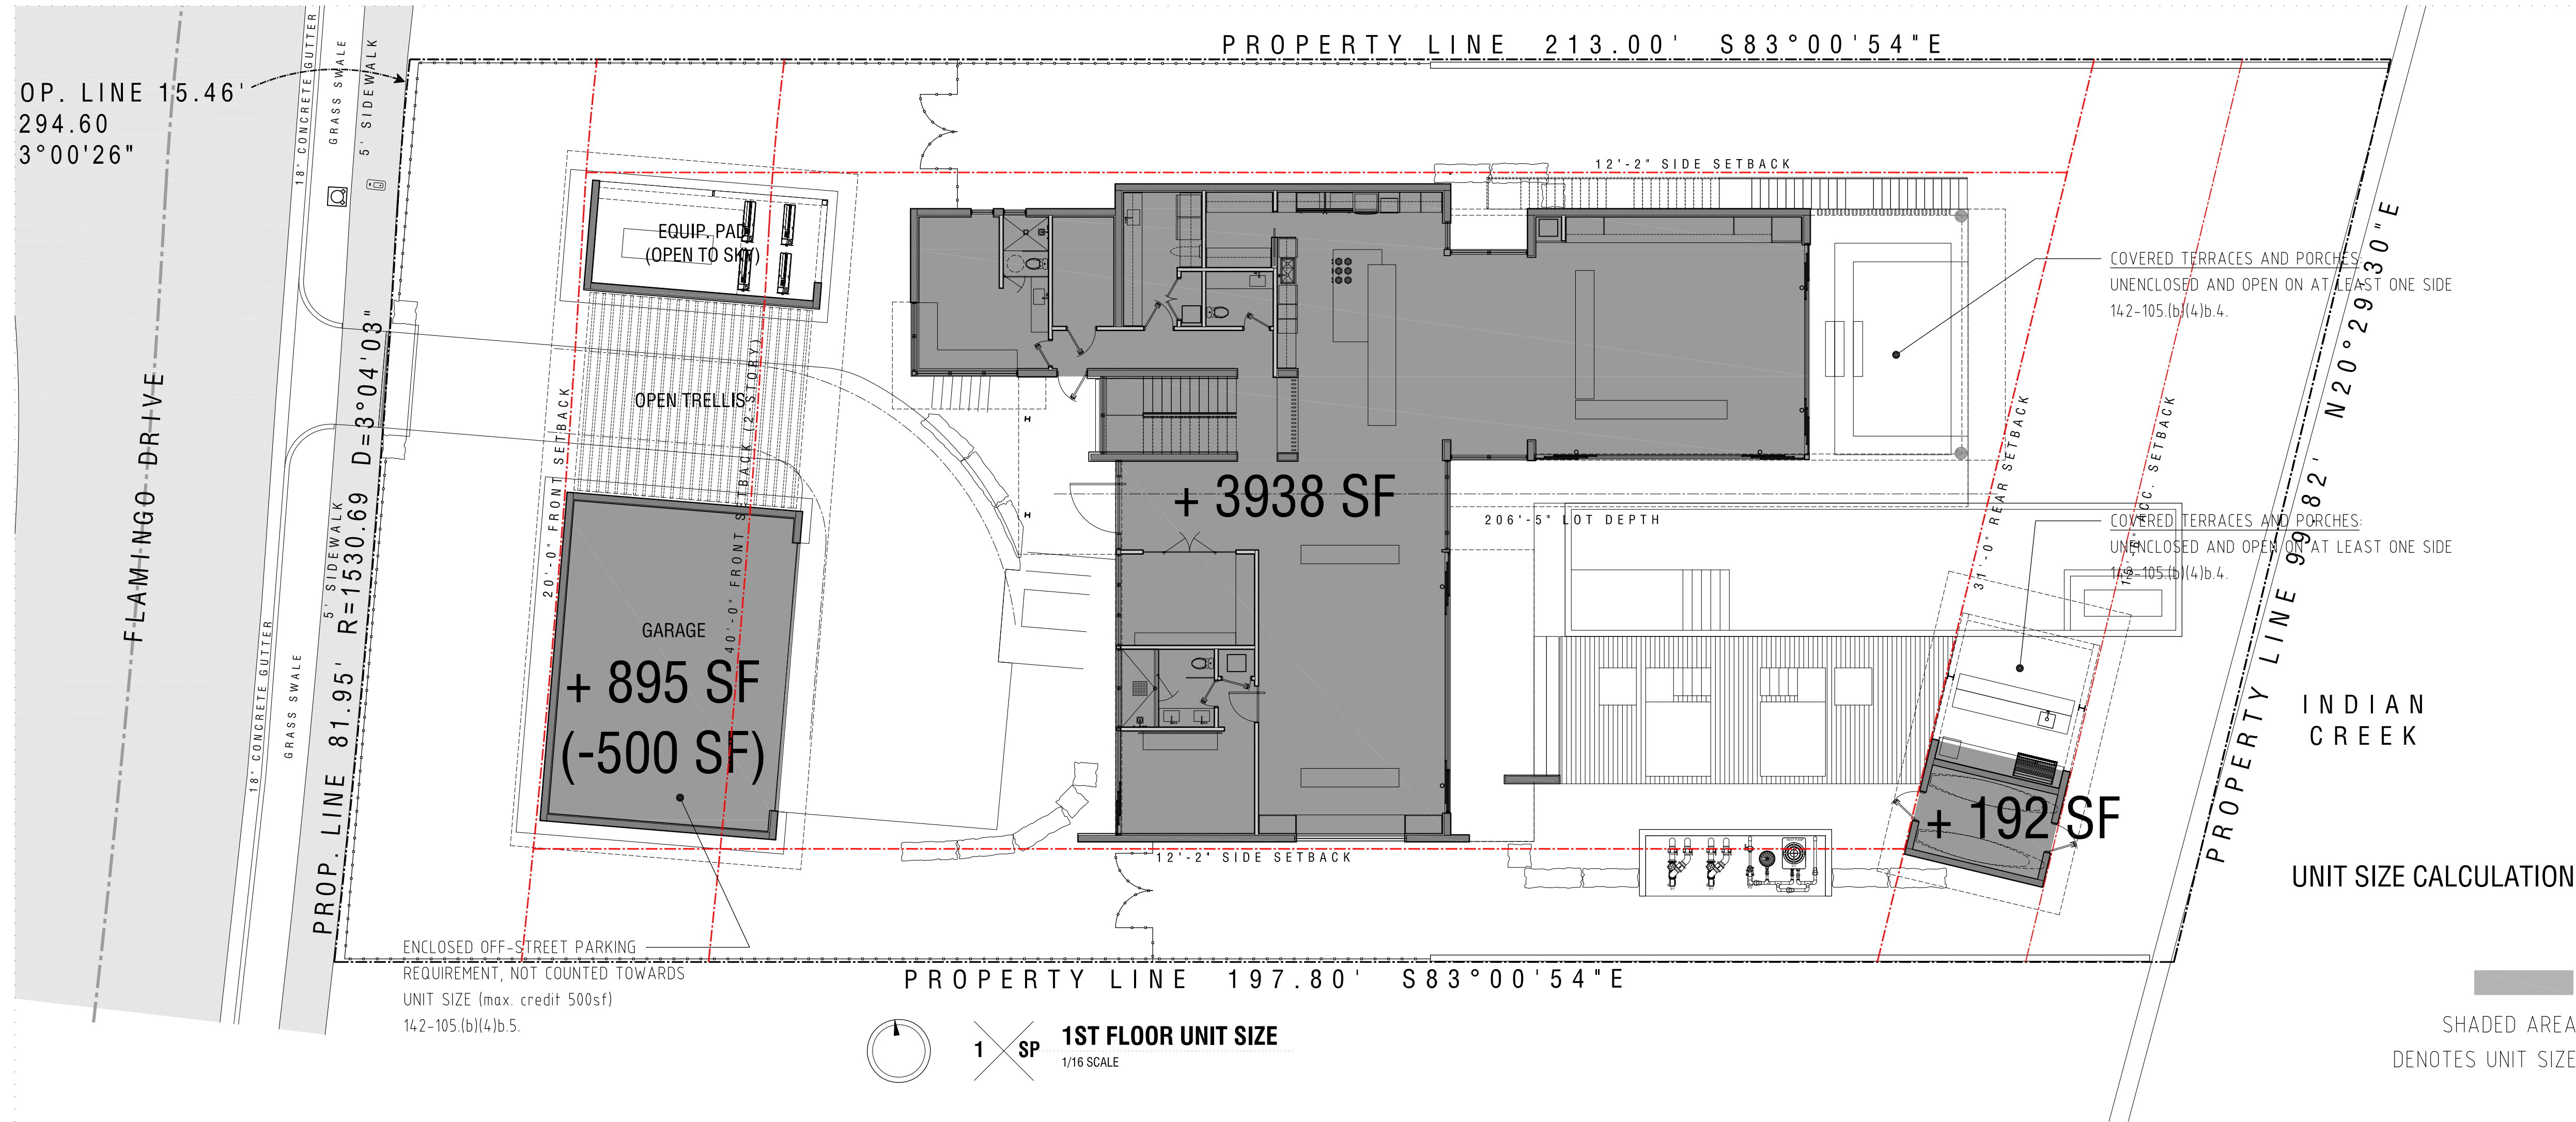 PROPERTY LINE 213.00' S83°00'54"E
OP. LINE 15.46'
294.60
3°00'26"
18" CONCRETE GUTTER
GRASS SWALE
5' SIDEWALK
12'-2" SIDE SETBACK
EQUIP. PAD
(OPEN TO SKY)
COVERED TERRACES AND PORCHES:
UNENCLOSED AND OPEN ON AT LEAST ONE SIDE
142-105.(b)(4)b.4.
N20°29'30"E
OPEN TRELLIS
20'-0" FRONT SETBACK
40'-0" FRONT SETBACK (2-STORY)
FLAMINGO DRIVE
PROP. LINE 81.95' R=1530.69 D=3°04'03"
5' SIDEWALK
+ 3938 SF
206'-5" LOT DEPTH
31'-0" REAR SETBACK
15'-6" ACC. SETBACK
COVERED TERRACES AND PORCHES:
UNENCLOSED AND OPEN ON AT LEAST ONE SIDE
142-105.(b)(4)b.4.
PROPERTY LINE 99.82'
GARAGE
+ 895 SF
(-500 SF)
18" CONCRETE GUTTER
GRASS SWALE
INDIAN
CREEK
+ 192 SF
12'-2" SIDE SETBACK
UNIT SIZE CALCULATION
ENCLOSED OFF-STREET PARKING
REQUIREMENT, NOT COUNTED TOWARDS
UNIT SIZE (max. credit 500sf)
142-105.(b)(4)b.5.
PROPERTY LINE 197.80' S83°00'54"E
1 SP 1ST FLOOR UNIT SIZE
1/16 SCALE
SHADED AREA
DENOTES UNIT SIZE